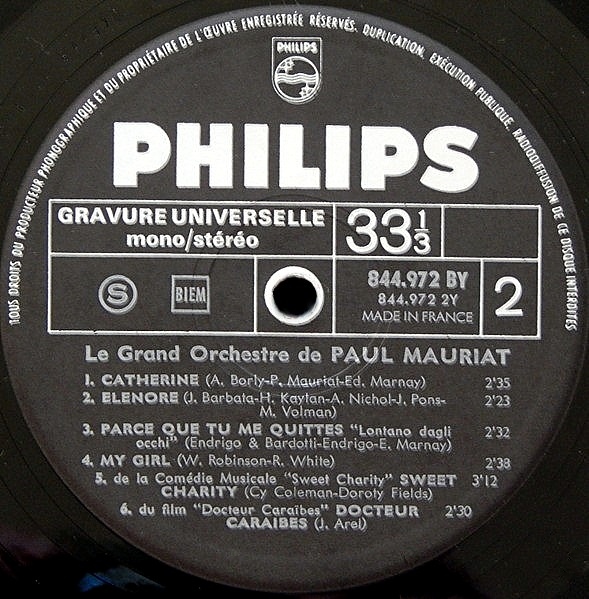 TOUS DROITS DU PRODUCTEUR PHONOGRAPHIQUE ET DU PROPRIÉTAIRE DE L'ŒUVRE ENREGISTRÉE RÉSERVÉS. DUPLICATION, EXÉCUTION PUBLIQUE, RADIODIFFUSION DE CE DISQUE INTERDITES
PHILIPS
PHILIPS
GRAVURE UNIVERSELLE
mono/stéréo
33 1/3
S
BIEM
844.972 BY
844.972 2Y
MADE IN FRANCE
2
Le Grand Orchestre de PAUL MAURIAT
1. CATHERINE (A. Borly-P. Mauriat-Ed. Marnay) 2'35
2. ELENORE (J. Barbata-H. Kaytan-A. Nichol-J. Pons-
M. Volman) 2'23
3. PARCE QUE TU ME QUITTES "Lontano dagli
occhi" (Endrigo & Bardotti-Endrigo-E. Marnay) 2'32
4. MY GIRL (W. Robinson-R. White) 2'38
5. de la Comédie Musicale "Sweet Charity" SWEET
CHARITY (Cy Coleman-Doroty Fields) 3'12
6. du film "Docteur Caraïbes" DOCTEUR
CARAIBES (J. Arel) 2'30